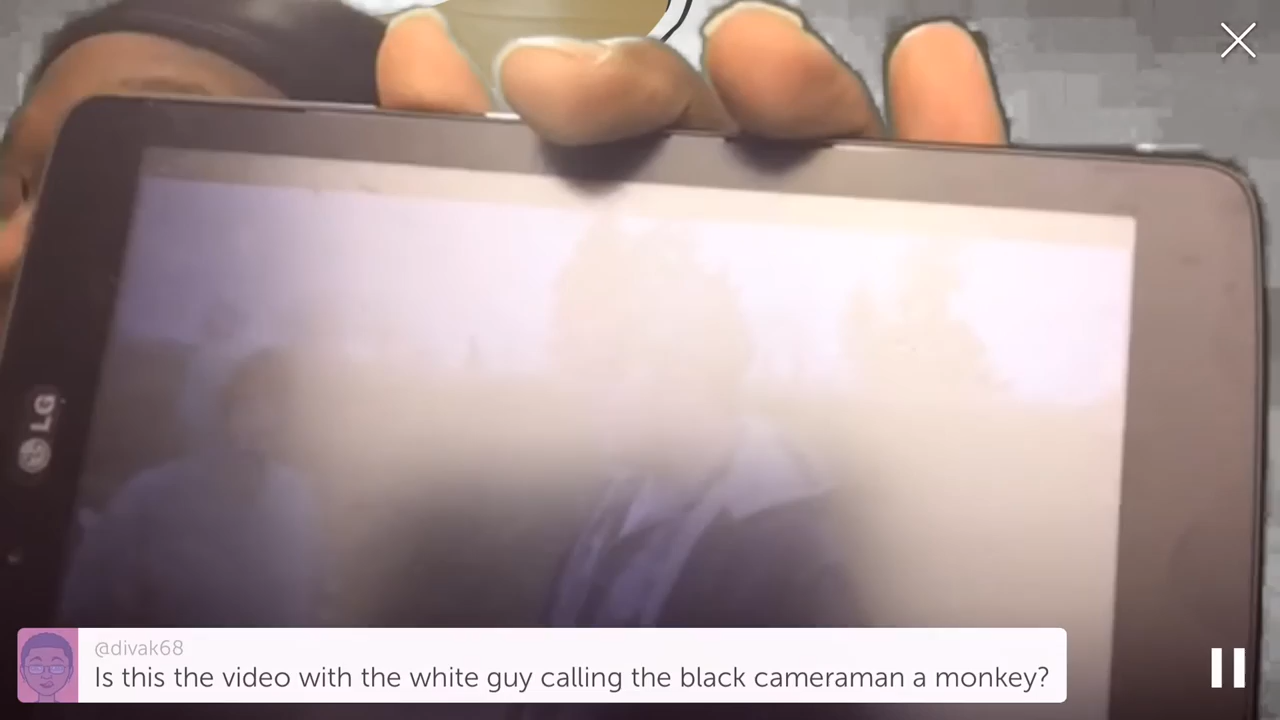 LG
@divak68
Is this the video with the white guy calling the black cameraman a monkey?